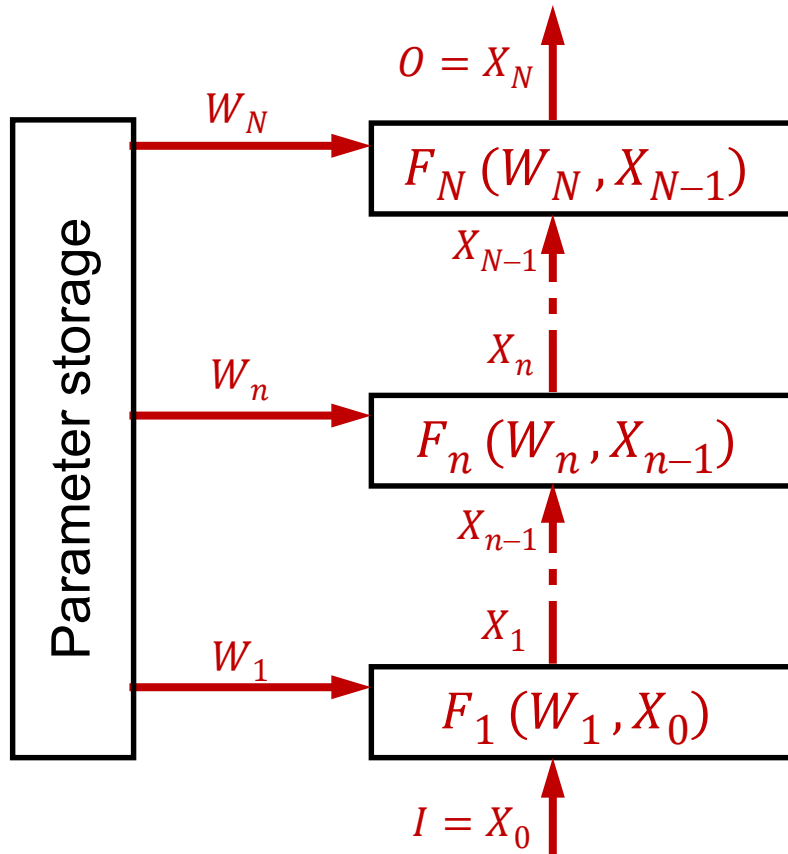 O = X_N
W_N
F_N (W_N , X_{N−1})
X_{N−1}
X_n
W_n
F_n (W_n , X_{n−1})
X_{n−1}
X_1
W_1
F_1 (W_1 , X_0)
I = X_0
Parameter storage